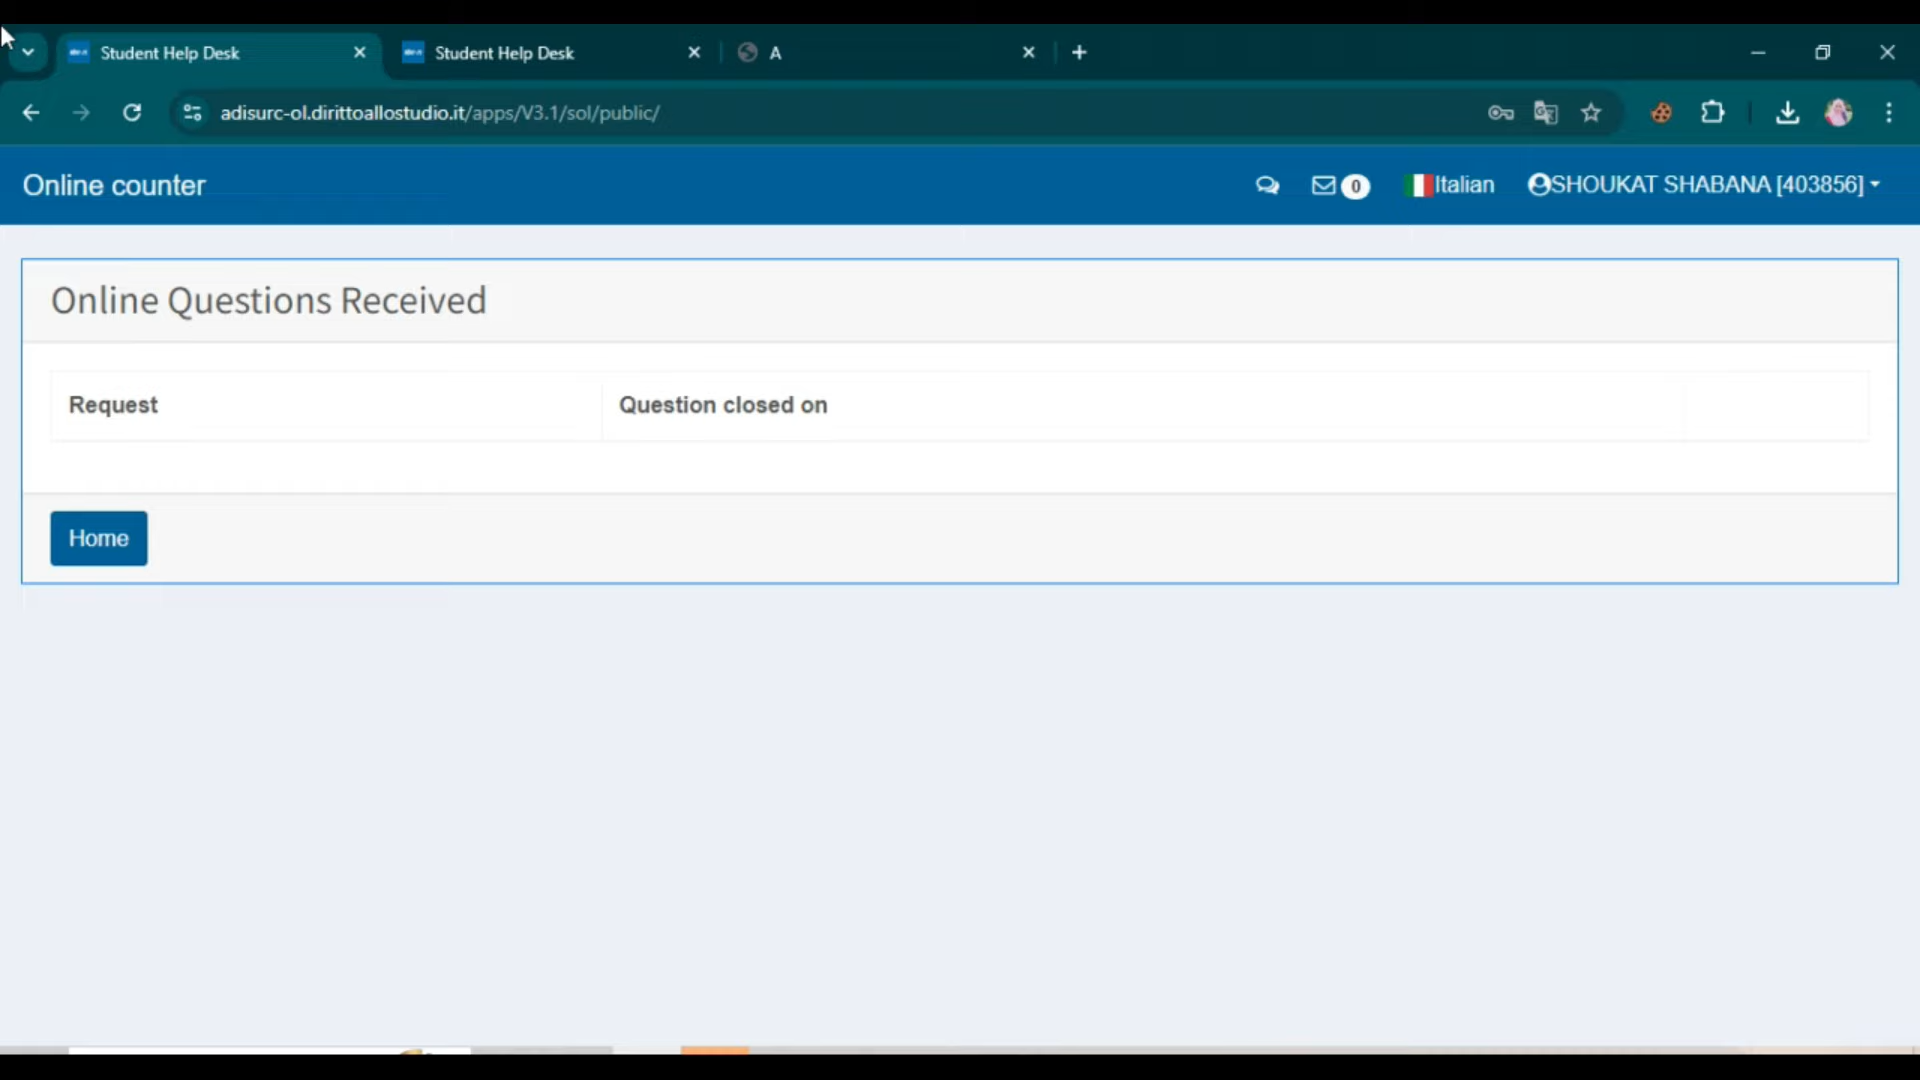 Student Help Desk
Student Help Desk
A
adisurc-ol.dirittoallostudio.it/apps/V3.1/sol/public/
Online counter
0
Italian
SHOUKAT SHABANA [403856]
Online Questions Received
Request
Question closed on
Home